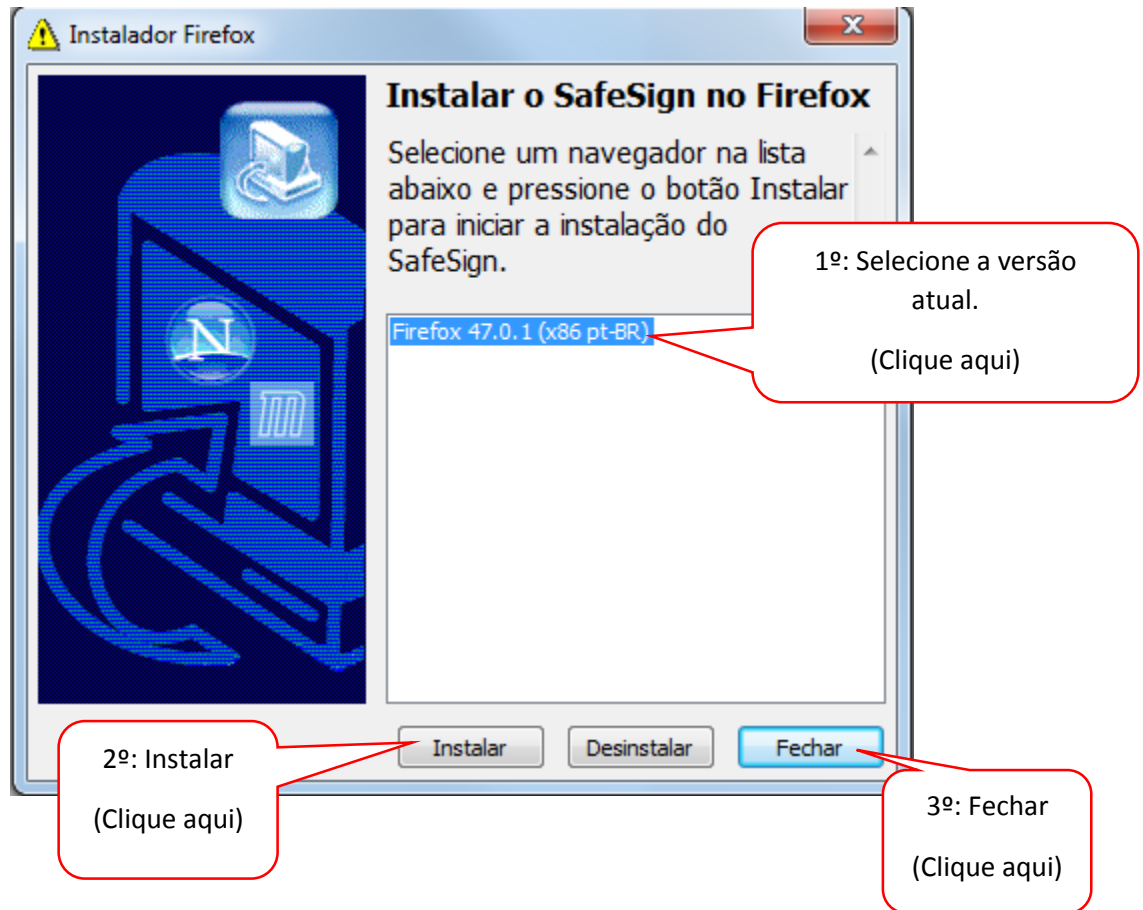 Instalador Firefox
Instalar o SafeSign no Firefox
Selecione um navegador na lista
abaixo e pressione o botão Instalar
para iniciar a instalação do
SafeSign.
1º: Selecione a versão
atual.
(Clique aqui)
Firefox 47.0.1 (x86 pt-BR)
N
m
Instalar
Desinstalar
Fechar
2º: Instalar
(Clique aqui)
3º: Fechar
(Clique aqui)